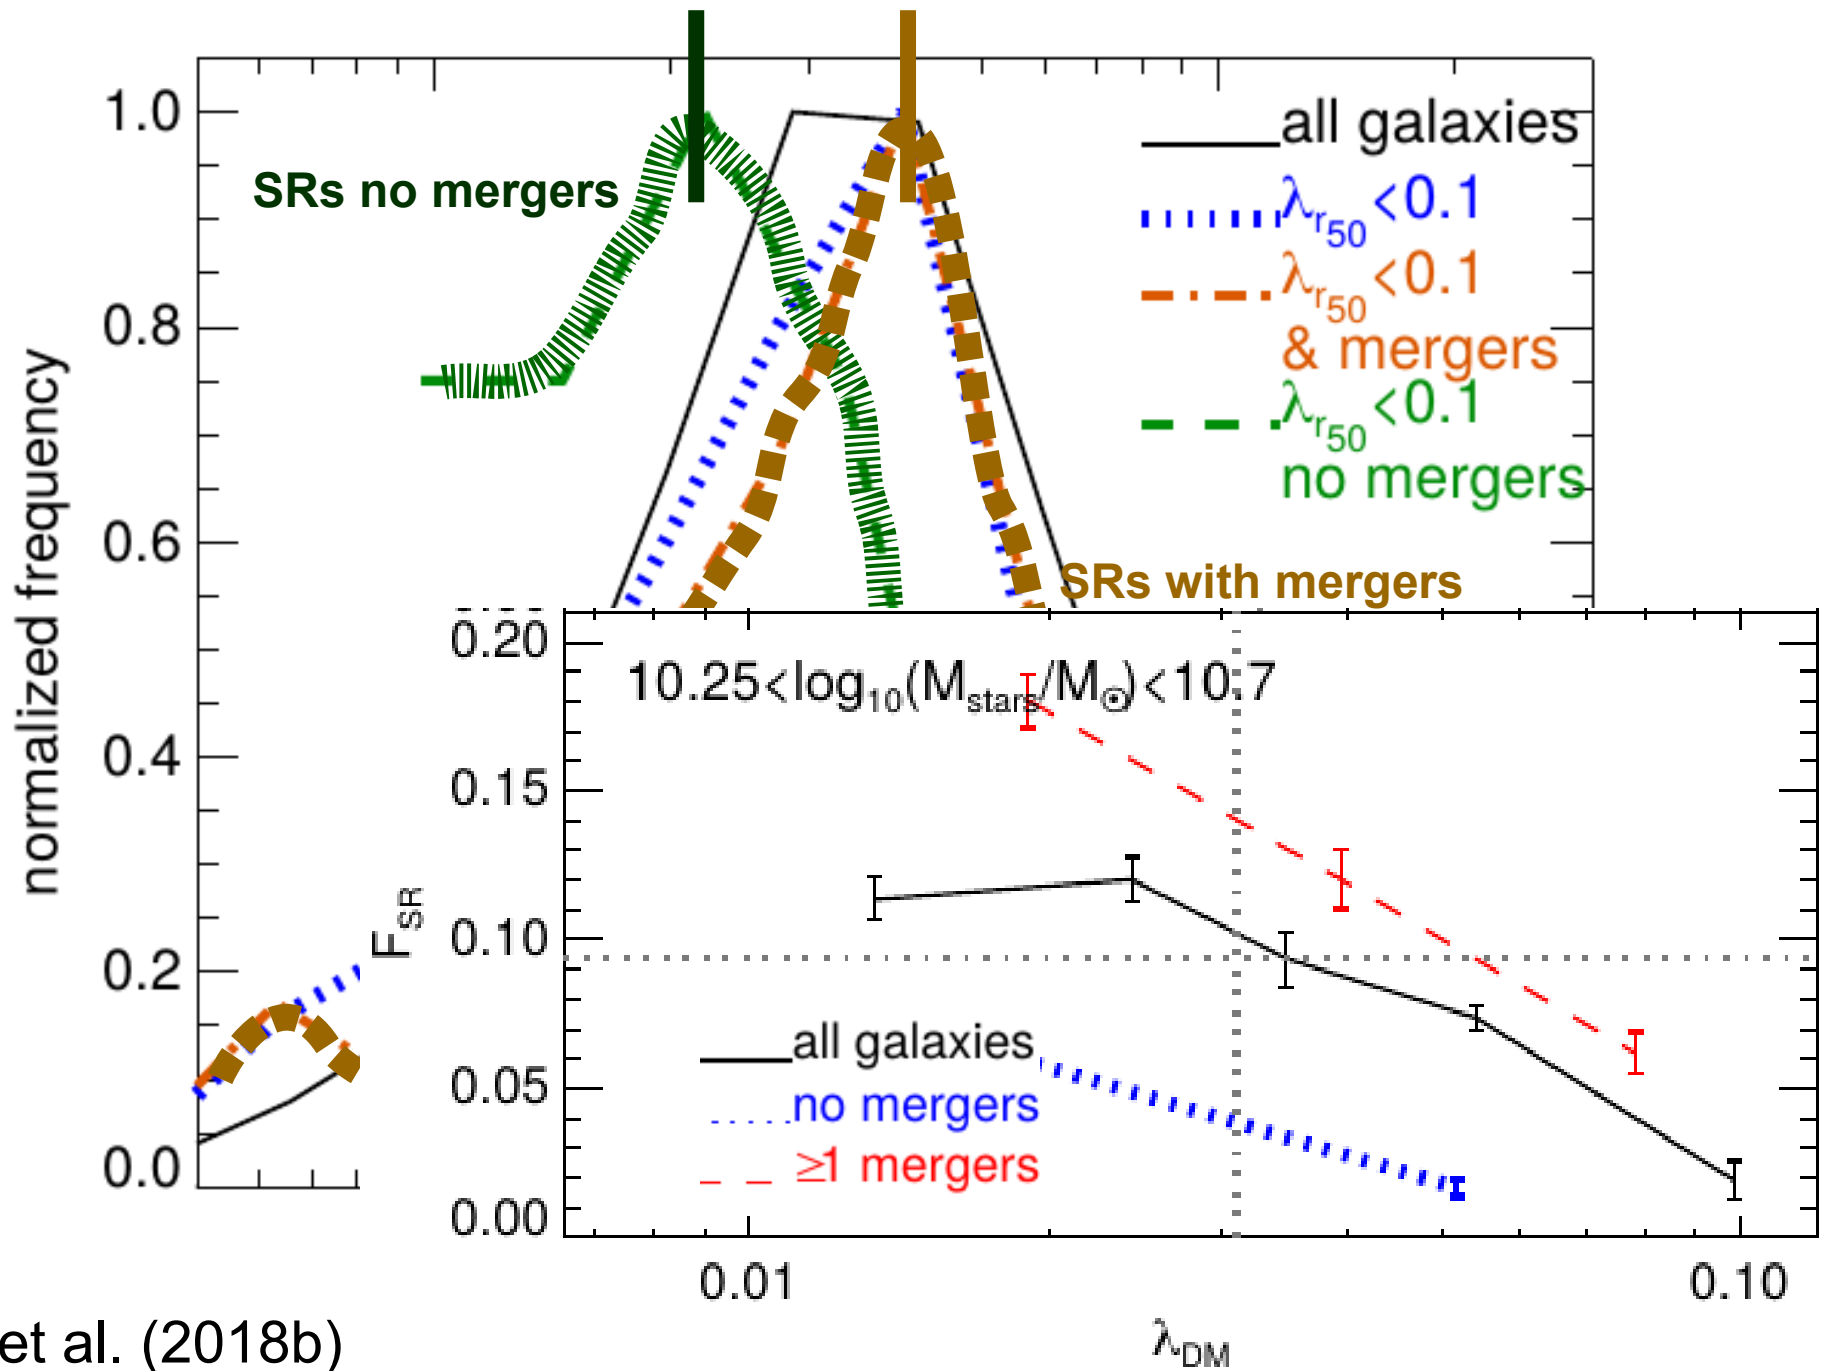 1.0
0.8
0.6
0.4
0.2
0.0
normalized frequency
SRs no mergers
all galaxies
λr50 <0.1
λr50 <0.1
& mergers
λr50 <0.1
no mergers
SRs with mergers
0.20
0.15
0.10
0.05
0.00
FSR
10.25<log10(Mstars/M☉)<10.7
all galaxies
no mergers
≥1 mergers
0.01
0.10
λDM
et al. (2018b)